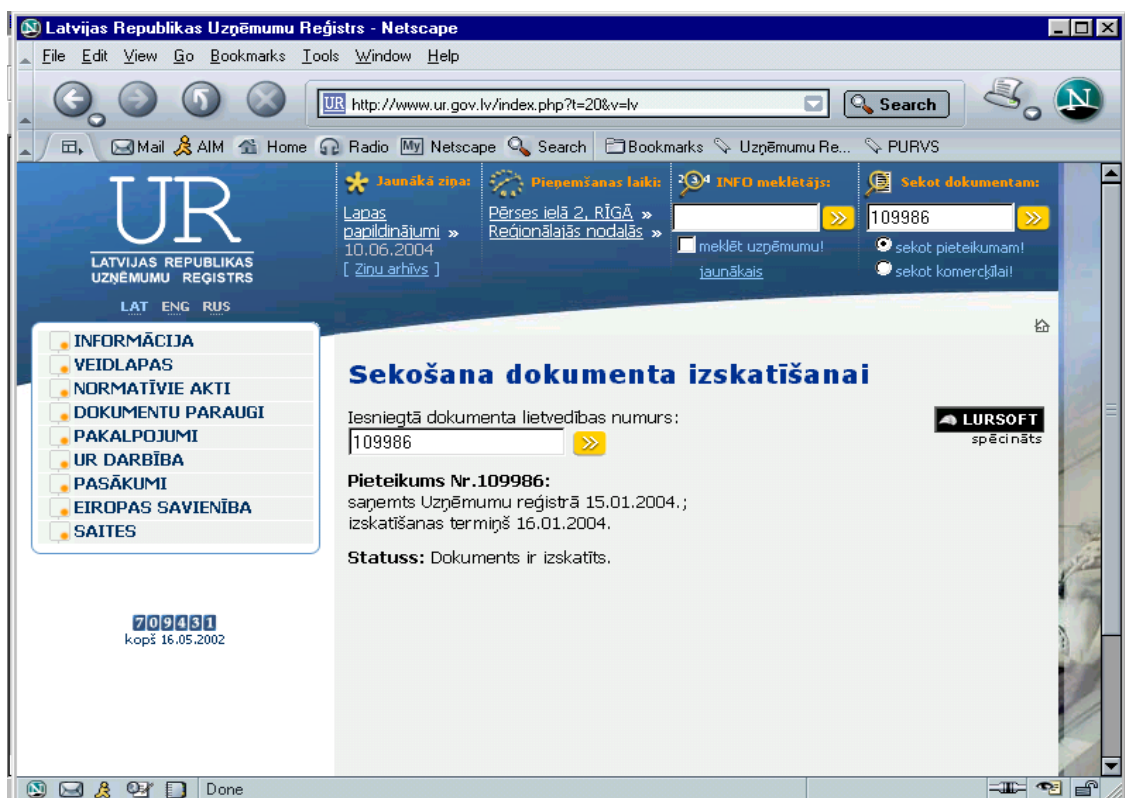 Latvijas Republikas Uzņēmumu Reģistrs - Netscape
File Edit View Go Bookmarks Tools Window Help
UR http://www.ur.gov.lv/index.php?t=20&v=lv Search N
Mail AIM Home Radio My Netscape Search Bookmarks Uzņēmumu Re... PURVS
UR
LATVIJAS REPUBLIKAS
UZŅĒMUMU REĢISTRS
LAT ENG RUS
Jaunākā ziņa:
Lapas
papildinājumi »
10.06.2004
[ Ziņu arhīvs ]
Pieņemšanas laiki:
Pērses ielā 2, RĪGĀ »
Reģionālajās nodaļās »
INFO meklētājs:
meklēt uzņēmumu!
jaunākais
Sekot dokumentam:
109986
sekot pieteikumam!
sekot komercķīlai!
INFORMĀCIJA
VEIDLAPAS
NORMATĪVIE AKTI
DOKUMENTU PARAUGI
PAKALPOJUMI
UR DARBĪBA
PASĀKUMI
EIROPAS SAVIENĪBA
SAITES
709431
kopš 16.05.2002
Sekošana dokumenta izskatīšanai
Iesniegtā dokumenta lietvedības numurs:
109986
LURSOFT
spēcināts
Pieteikums Nr.109986:
saņemts Uzņēmumu reģistrā 15.01.2004.;
izskatīšanas termiņš 16.01.2004.
Statuss: Dokuments ir izskatīts.
Done